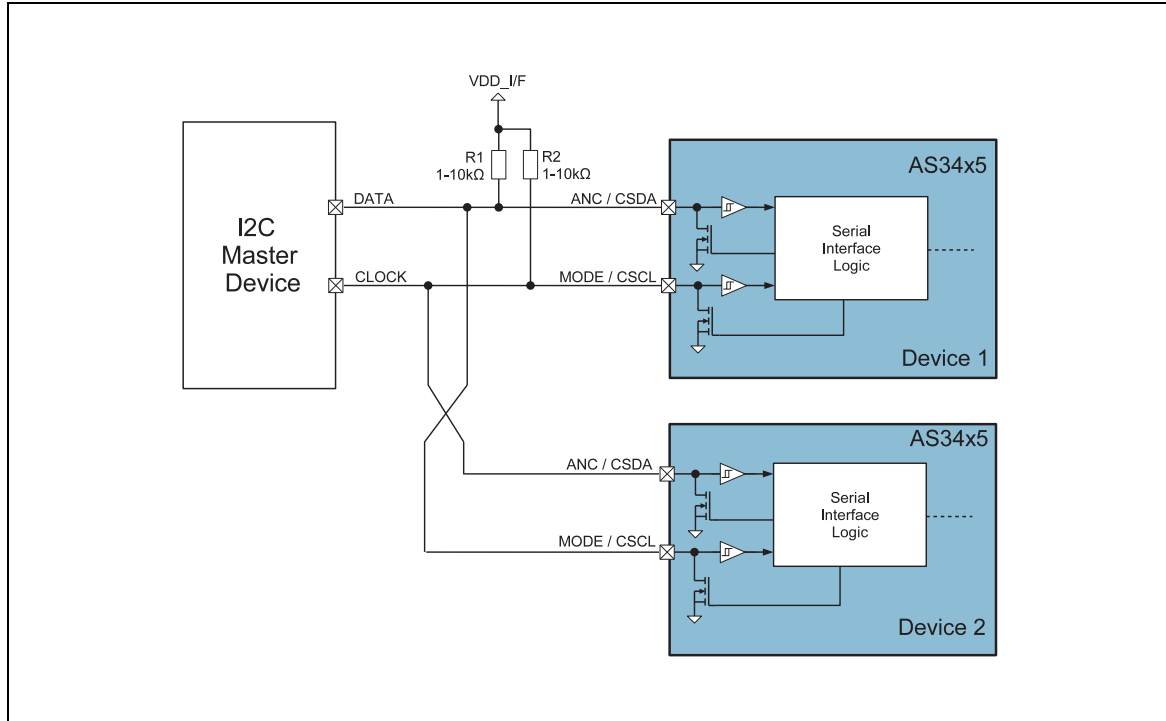 VDD_I/F
R1
1-10kΩ
R2
1-10kΩ
I2C
Master
Device
DATA
CLOCK
ANC / CSDA
MODE / CSCL
AS34x5
Serial
Interface
Logic
Device 1
ANC / CSDA
MODE / CSCL
AS34x5
Serial
Interface
Logic
Device 2